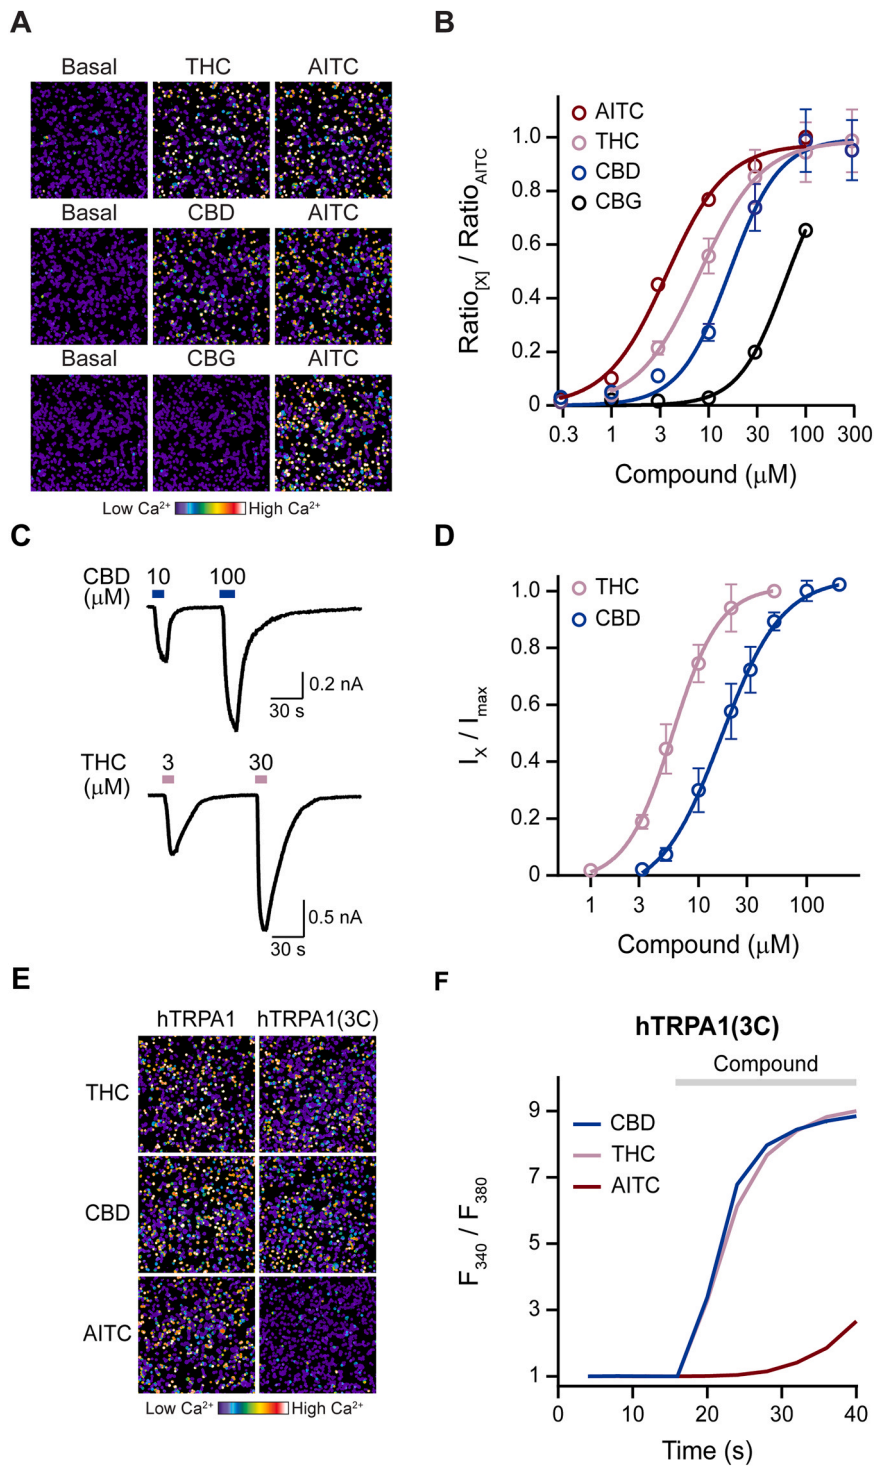 A
Basal THC AITC
Basal CBD AITC
Basal CBG AITC
Low Ca²⁺ High Ca²⁺
B
AITC
THC
CBD
CBG
Ratio[X] / RatioAITC
1.0
0.8
0.6
0.4
0.2
0
0.3 1 3 10 30 100 300
Compound (μM)
C
CBD 10 100
(μM)
0.2 nA
30 s
THC 3 30
(μM)
0.5 nA
30 s
D
THC
CBD
IX / Imax
1.0
0.8
0.6
0.4
0.2
0
1 3 10 30 100
Compound (μM)
E
hTRPA1 hTRPA1(3C)
THC
CBD
AITC
Low Ca²⁺ High Ca²⁺
F
hTRPA1(3C)
Compound
CBD
THC
AITC
F340 / F380
9
7
5
3
1
0 10 20 30 40
Time (s)